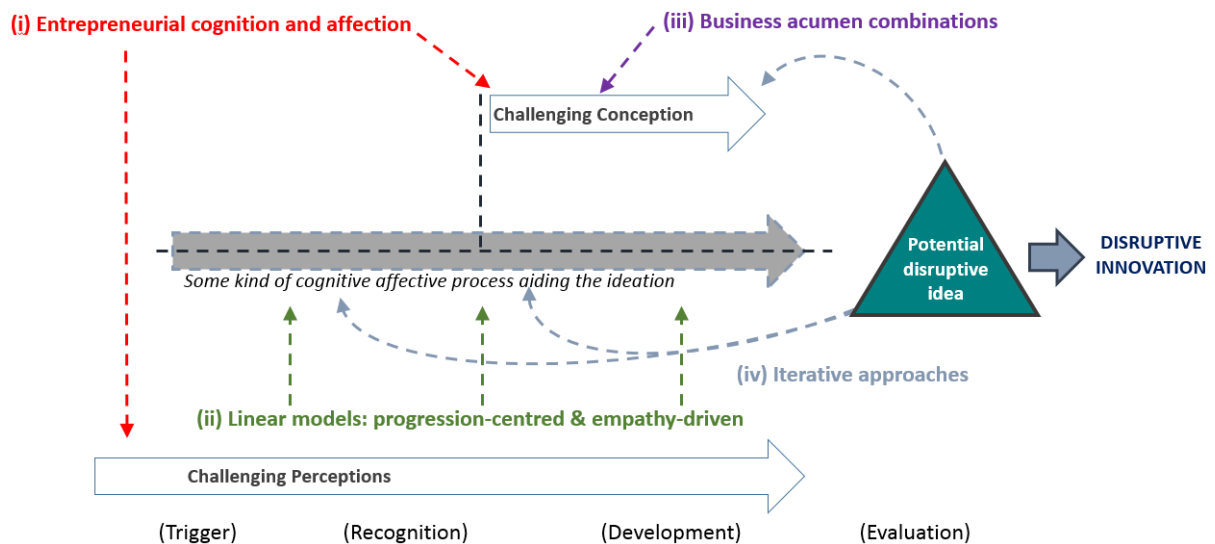 (i) Entrepreneurial cognition and affection
(iii) Business acumen combinations
Challenging Conception
Some kind of cognitive affective process aiding the ideation
Potential
disruptive
idea
DISRUPTIVE
INNOVATION
(iv) Iterative approaches
(ii) Linear models: progression-centred & empathy-driven
Challenging Perceptions
(Trigger)
(Recognition)
(Development)
(Evaluation)